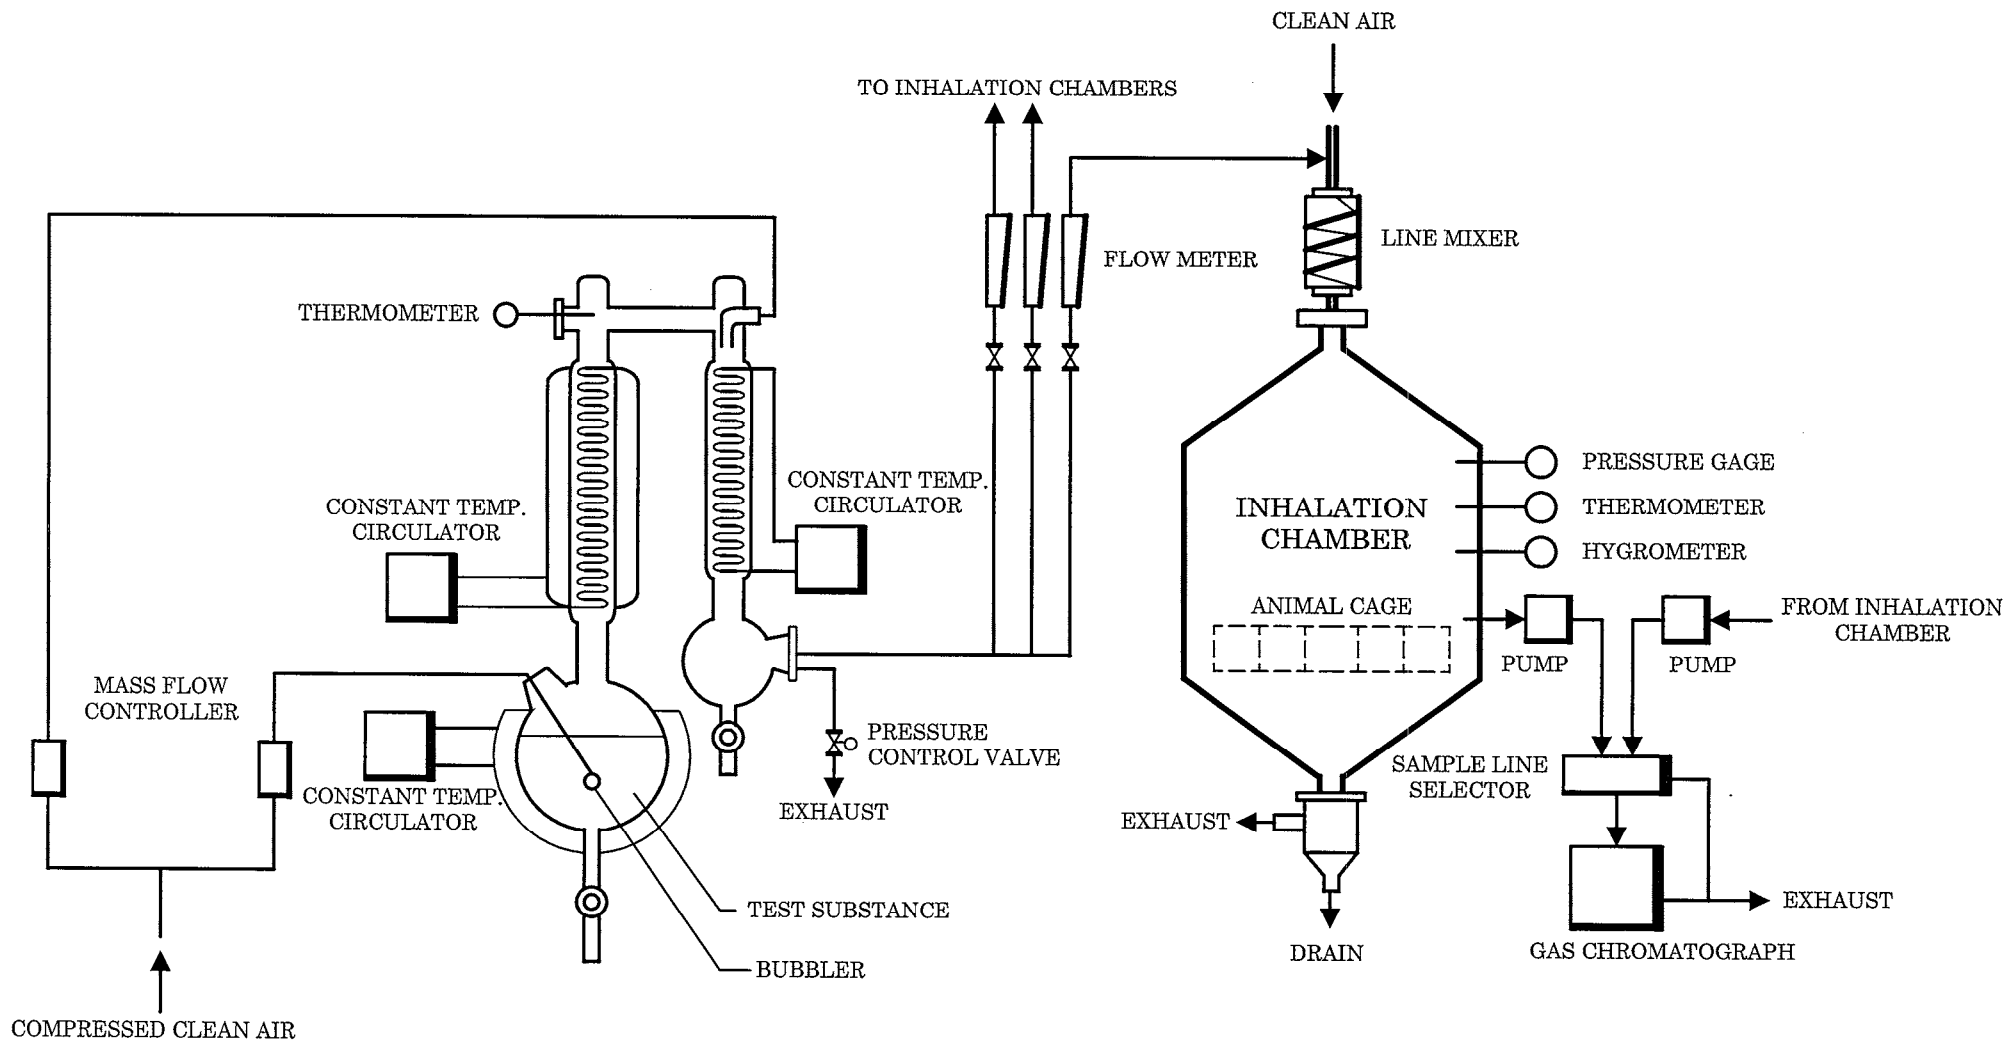 CLEAN AIR
TO INHALATION CHAMBERS
LINE MIXER
FLOW METER
THERMOMETER
PRESSURE GAGE
CONSTANT TEMP.
CIRCULATOR
CONSTANT TEMP.
CIRCULATOR
INHALATION
CHAMBER
THERMOMETER
HYGROMETER
ANIMAL CAGE
FROM INHALATION
CHAMBER
PUMP
PUMP
MASS FLOW
CONTROLLER
PRESSURE
CONTROL VALVE
SAMPLE LINE
SELECTOR
CONSTANT TEMP.
CIRCULATOR
EXHAUST
EXHAUST
TEST SUBSTANCE
EXHAUST
DRAIN
GAS CHROMATOGRAPH
BUBBLER
COMPRESSED CLEAN AIR